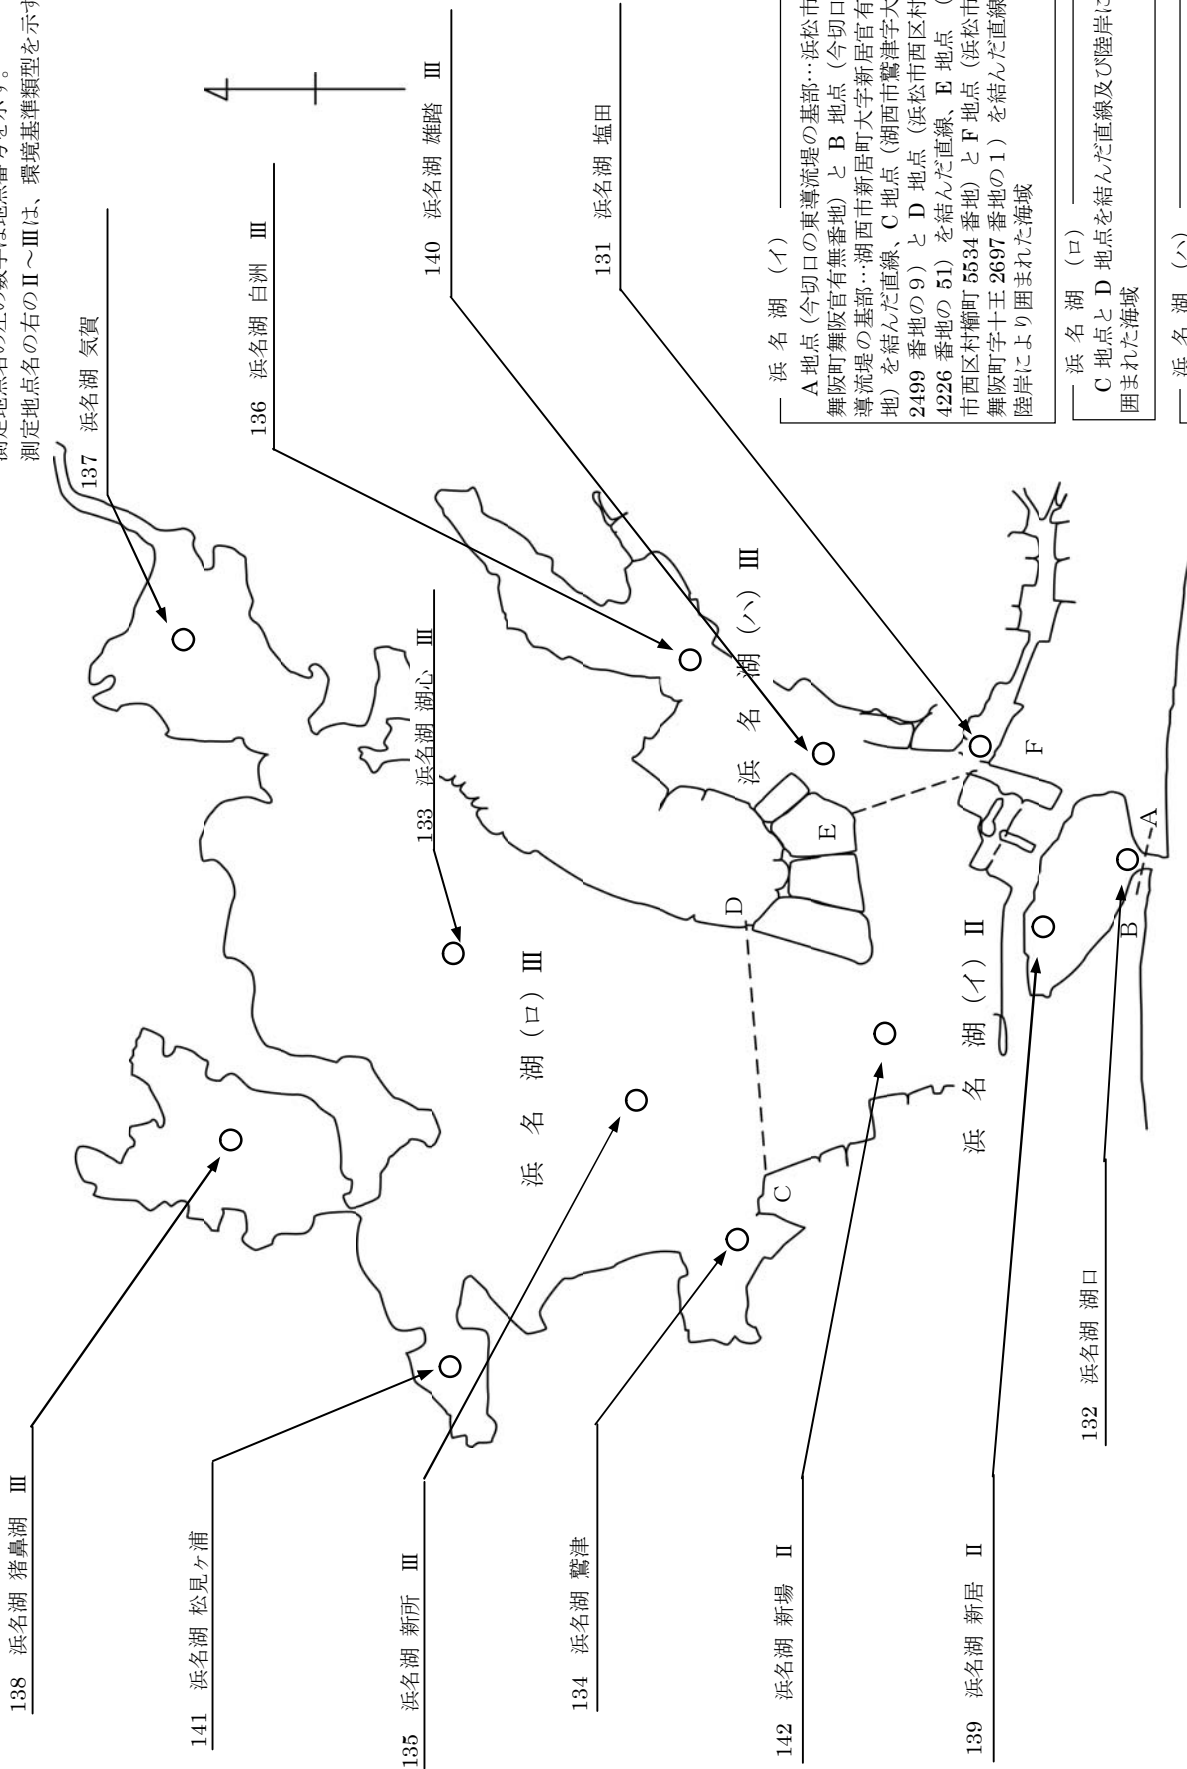 測定地点名の左の数字は地点番号を示す。
測定地点名の右のⅡ～Ⅲは、環境基準類型を示す
137 浜名湖 気賀
136 浜名湖 白洲 Ⅲ
140 浜名湖 雄踏 Ⅲ
131 浜名湖 塩田
133 浜名湖 湖心 Ⅲ
138 浜名湖 猪鼻湖 Ⅲ
141 浜名湖 松見ヶ浦
135 浜名湖 新所 Ⅲ
134 浜名湖 鷲津
142 浜名湖 新場 Ⅱ
139 浜名湖 新居 Ⅱ
132 浜名湖 湖口
浜 名 湖 (ロ) Ⅲ
浜 名 湖 (ハ) Ⅲ
浜 名 湖 (イ) Ⅱ
A
B
C
D
E
F
浜 名 湖 (イ)
A 地点(今切口の東導流堤の基部…浜松市
舞阪町舞阪官有無番地)と B 地点(今切口
導流堤の基部…湖西市新居町大字新居官有
地)を結んだ直線、C 地点(湖西市鷲津字大
2499 番地の9)と D 地点(浜松市西区村
4226 番地の 51)を結んだ直線、E 地点(
市西区村櫛町 5534 番地)と F 地点(浜松市
舞阪町字十王 2697 番地の1)を結んだ直線
陸岸により囲まれた海域
浜 名 湖 (ロ)
C 地点と D 地点を結んだ直線及び陸岸に
囲まれた海域
浜 名 湖 (ハ)